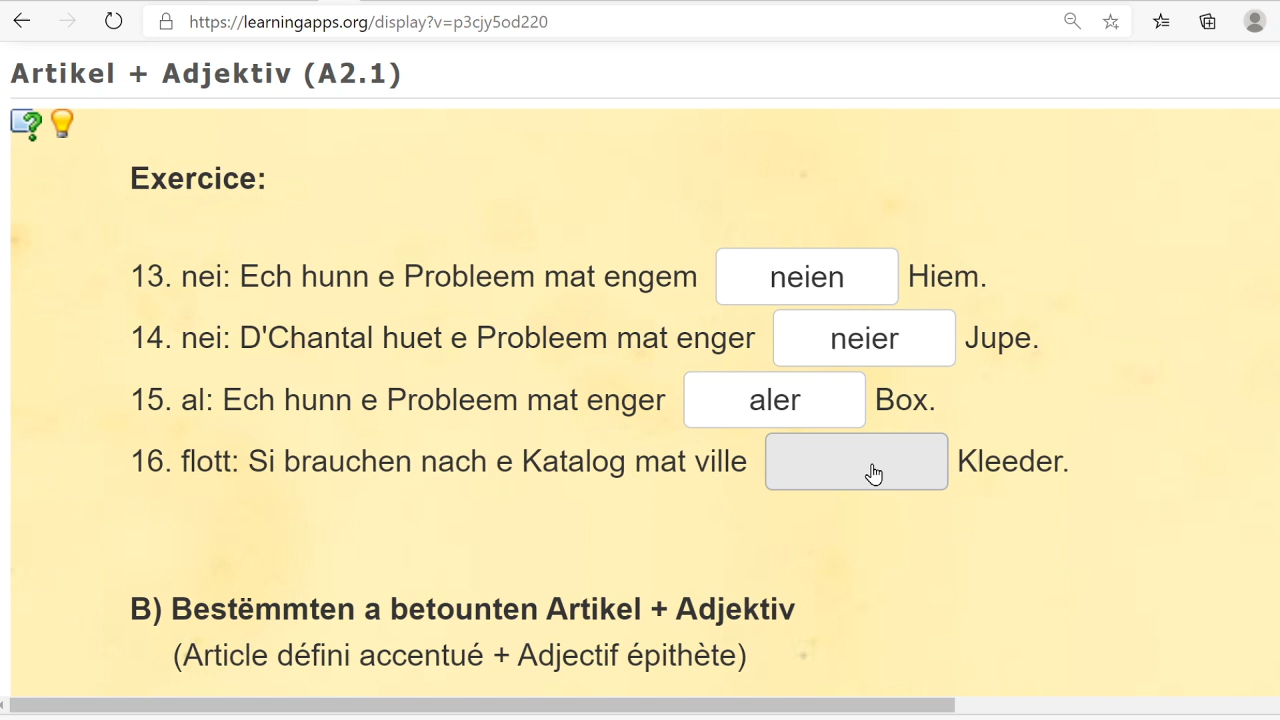 https://learningapps.org/display?v=p3cjy5od220
Artikel + Adjektiv (A2.1)
Exercice:
13. nei: Ech hunn e Probleem mat engem neien Hiem.
14. nei: D'Chantal huet e Probleem mat enger neier Jupe.
15. al: Ech hunn e Probleem mat enger aler Box.
16. flott: Si brauchen nach e Katalog mat ville Kleeder.
B) Bestëmmten a betounten Artikel + Adjektiv
(Article défini accentué + Adjectif épithète)